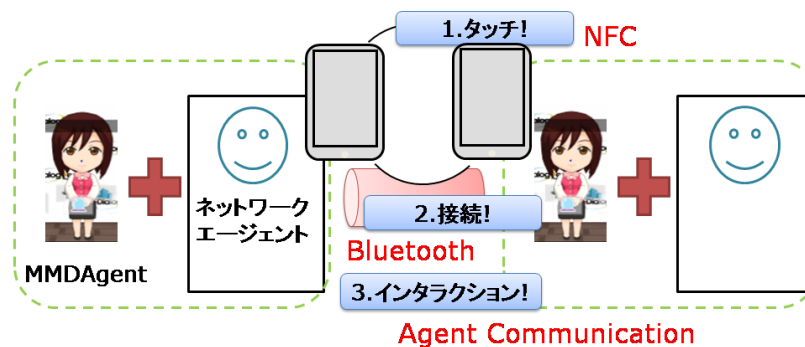 1.タッチ!
NFC
ネットワーク
エージェント
2.接続!
Bluetooth
MMDAgent
3.インタラクション!
Agent Communication